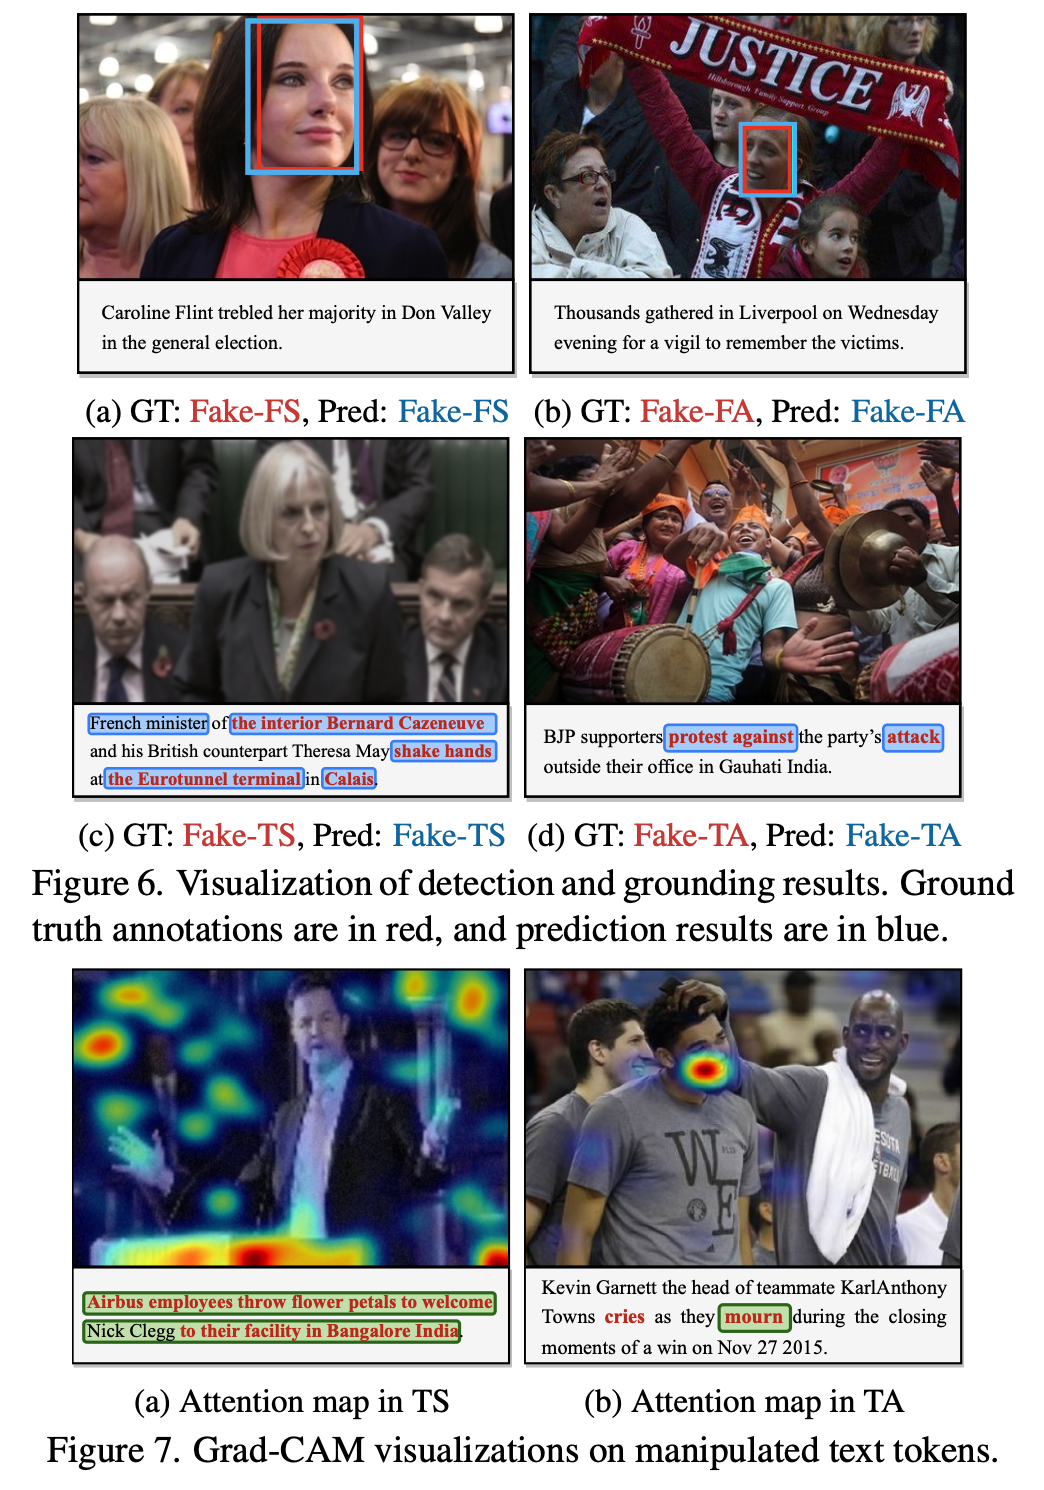 JUSTICE
Hillsborough Family Support Group
Caroline Flint trebled her majority in Don Valley
in the general election.
Thousands gathered in Liverpool on Wednesday
evening for a vigil to remember the victims.
(a) GT: Fake-FS, Pred: Fake-FS
(b) GT: Fake-FA, Pred: Fake-FA
French minister of the interior Bernard Cazeneuve
and his British counterpart Theresa May shake hands
at the Eurotunnel terminal in Calais.
BJP supporters protest against the party’s attack
outside their office in Gauhati India.
(c) GT: Fake-TS, Pred: Fake-TS
(d) GT: Fake-TA, Pred: Fake-TA
Figure 6. Visualization of detection and grounding results. Ground
truth annotations are in red, and prediction results are in blue.
WE
Airbus employees throw flower petals to welcome
Nick Clegg to their facility in Bangalore India.
Kevin Garnett the head of teammate KarlAnthony
Towns cries as they mourn during the closing
moments of a win on Nov 27 2015.
(a) Attention map in TS
(b) Attention map in TA
Figure 7. Grad-CAM visualizations on manipulated text tokens.